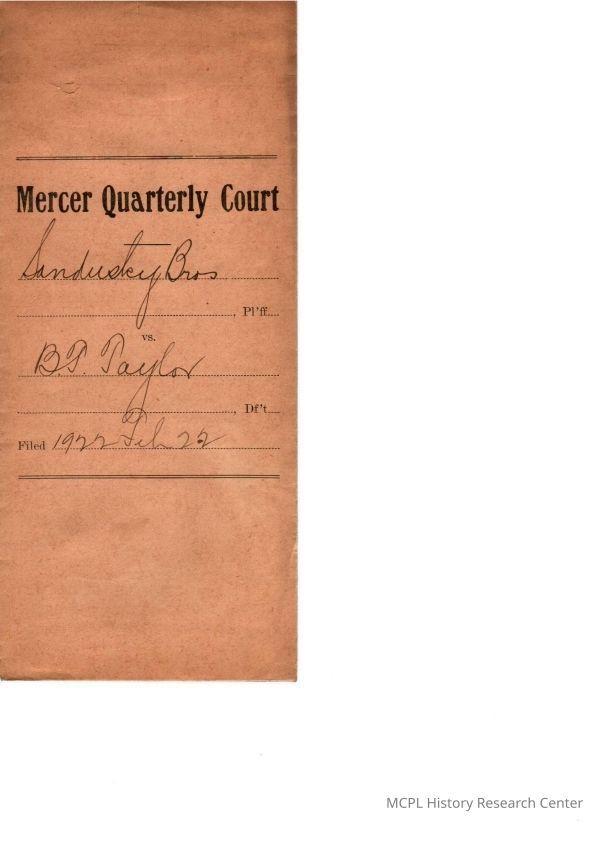 Mercer Quarterly Court
Sandusky Bros
, Pl'ff.
vs.
B.F. Taylor
, Df't
Filed 1922 Feb 22
MCPL History Research Center